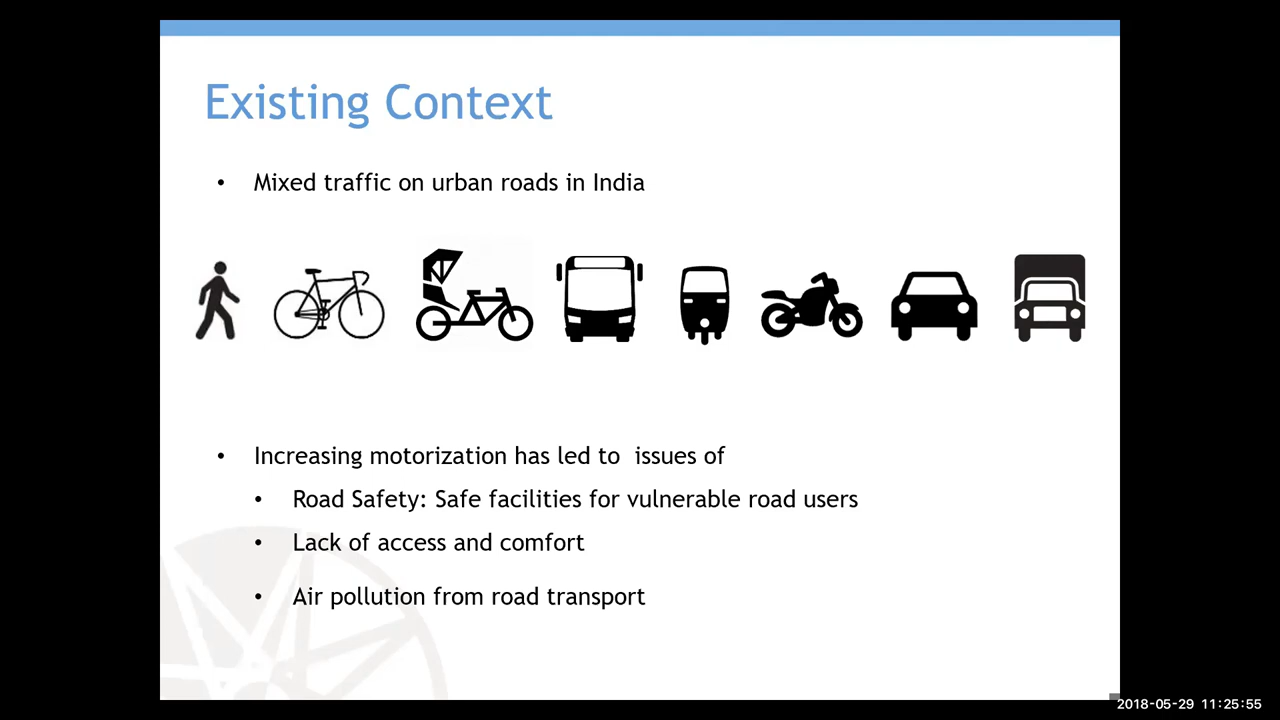 Existing Context
• Mixed traffic on urban roads in India
• Increasing motorization has led to  issues of
• Road Safety: Safe facilities for vulnerable road users
• Lack of access and comfort
• Air pollution from road transport
2018-05-29 11:25:55